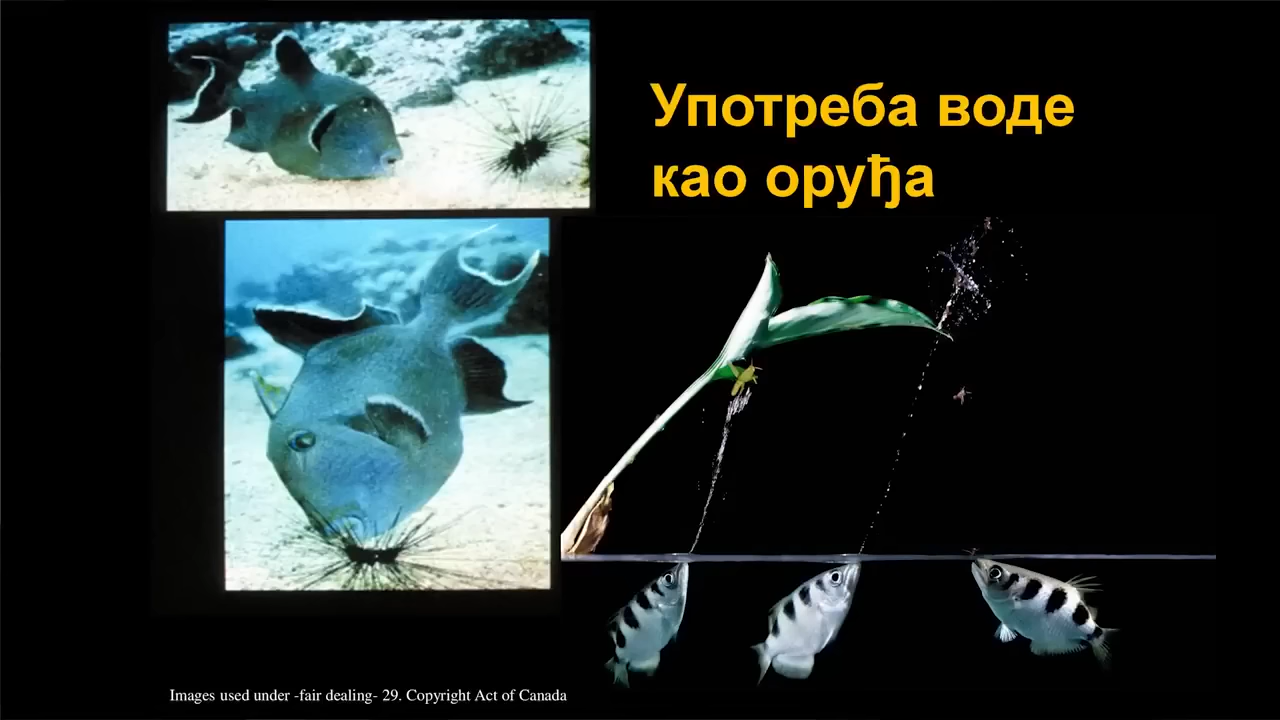 Употреба воде
као оруђа
Images used under -fair dealing- 29. Copyright Act of Canada